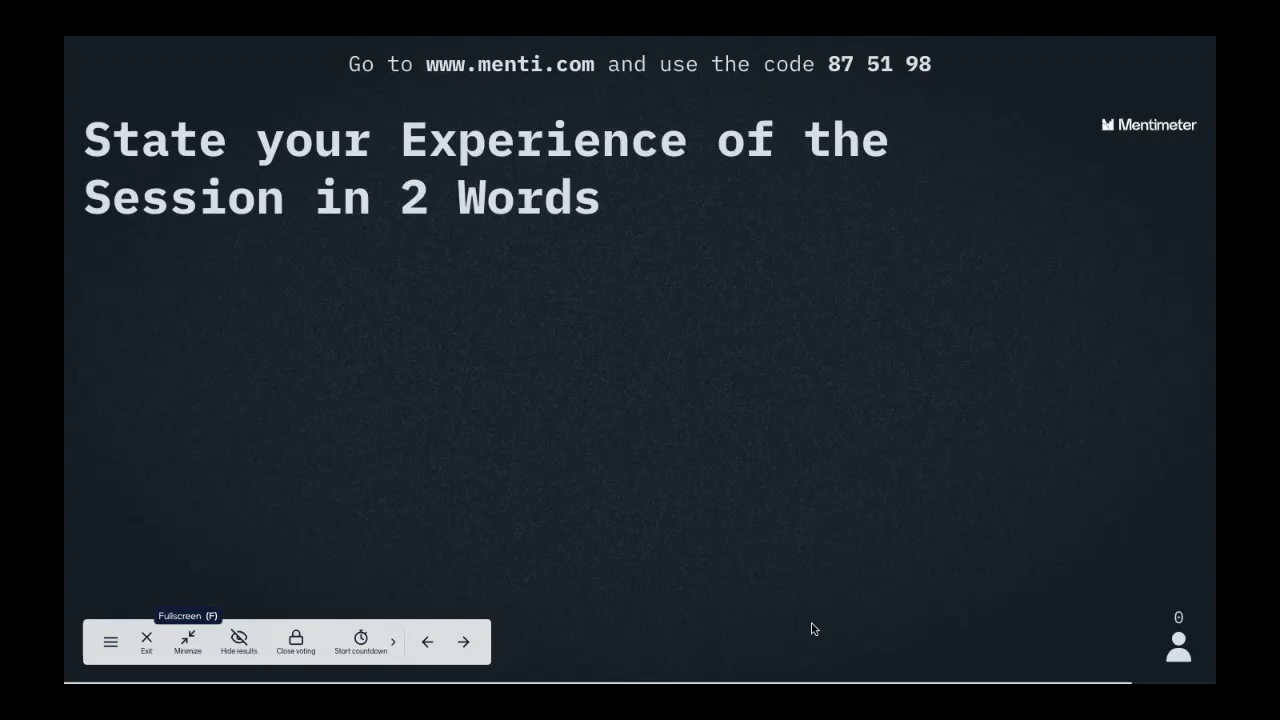 Go to www.menti.com and use the code 87 51 98
State your Experience of the
Session in 2 Words
Mentimeter
Fullscreen (F)
Exit
Minimize
Hide results
Close voting
Start countdown
0